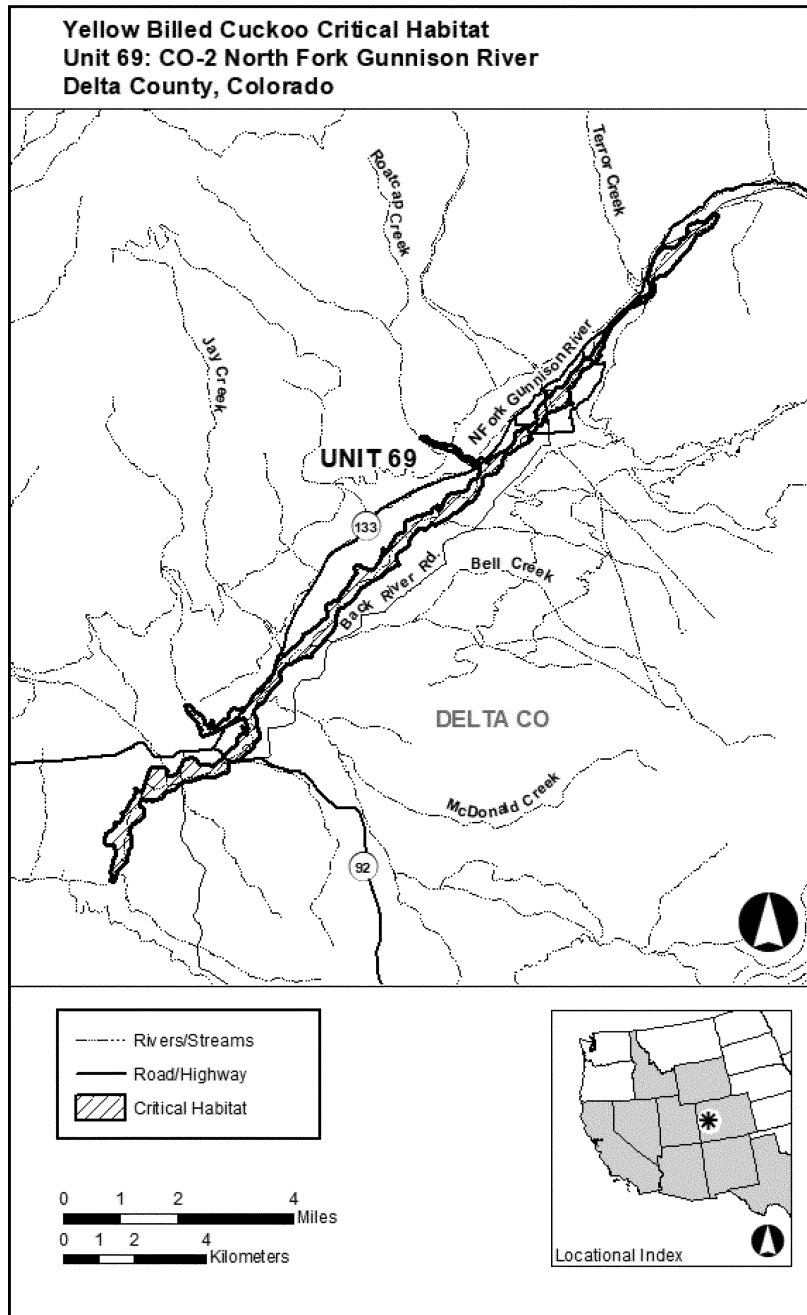 Yellow Billed Cuckoo Critical Habitat
Unit 69: CO-2 North Fork Gunnison River
Delta County, Colorado
Terror Creek
Roatcap Creek
Jay Creek
NFork Gunnison River
UNIT 69
133
Back River Rd.
Bell Creek
DELTA CO
McDonald Creek
92
Rivers/Streams
Road/Highway
Critical Habitat
0 1 2 4
Miles
0 1 2 4
Kilometers
Locational Index